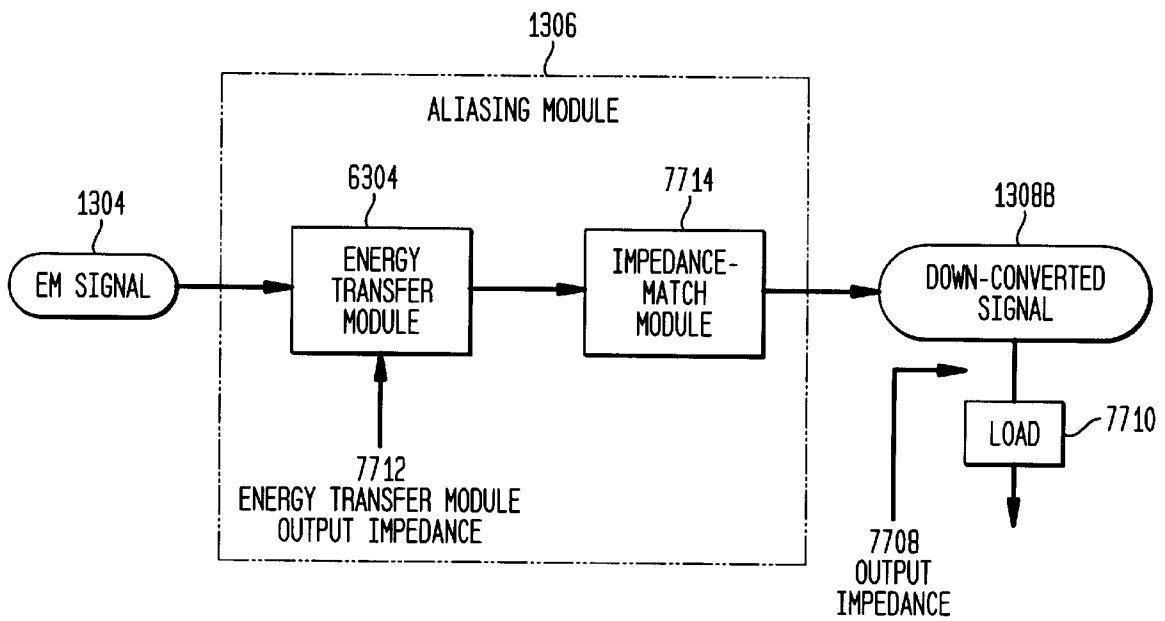 1306
ALIASING MODULE
1304
EM SIGNAL
6304
ENERGY
TRANSFER
MODULE
7714
IMPEDANCE-
MATCH
MODULE
1308B
DOWN-CONVERTED
SIGNAL
7712
ENERGY TRANSFER MODULE
OUTPUT IMPEDANCE
LOAD
7710
7708
OUTPUT
IMPEDANCE